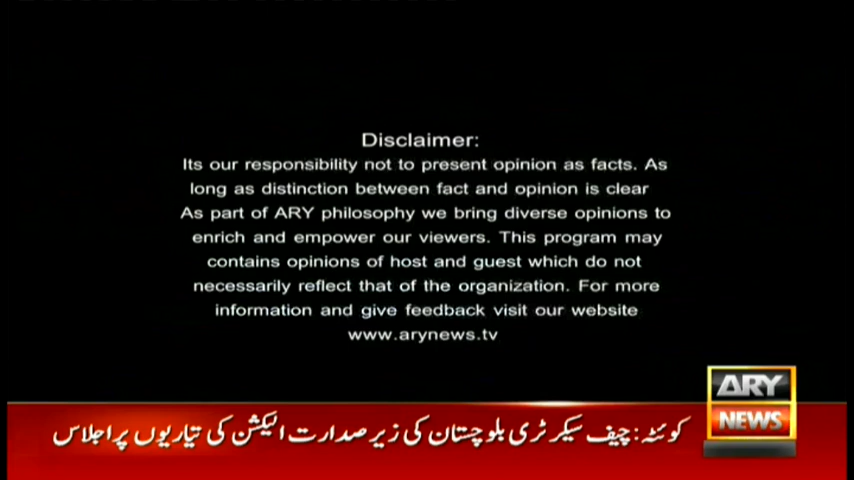 Disclaimer:
Its our responsibility not to present opinion as facts. As
long as distinction between fact and opinion is clear
As part of ARY philosophy we bring diverse opinions to
enrich and empower our viewers. This program may
contains opinions of host and guest which do not
necessarily reflect that of the organization. For more
information and give feedback visit our website
www.arynews.tv
ARY
NEWS
کوئٹہ: چیف سیکرٹری بلوچستان کی زیر صدارت الیکشن کی تیاریوں پر اجلاس